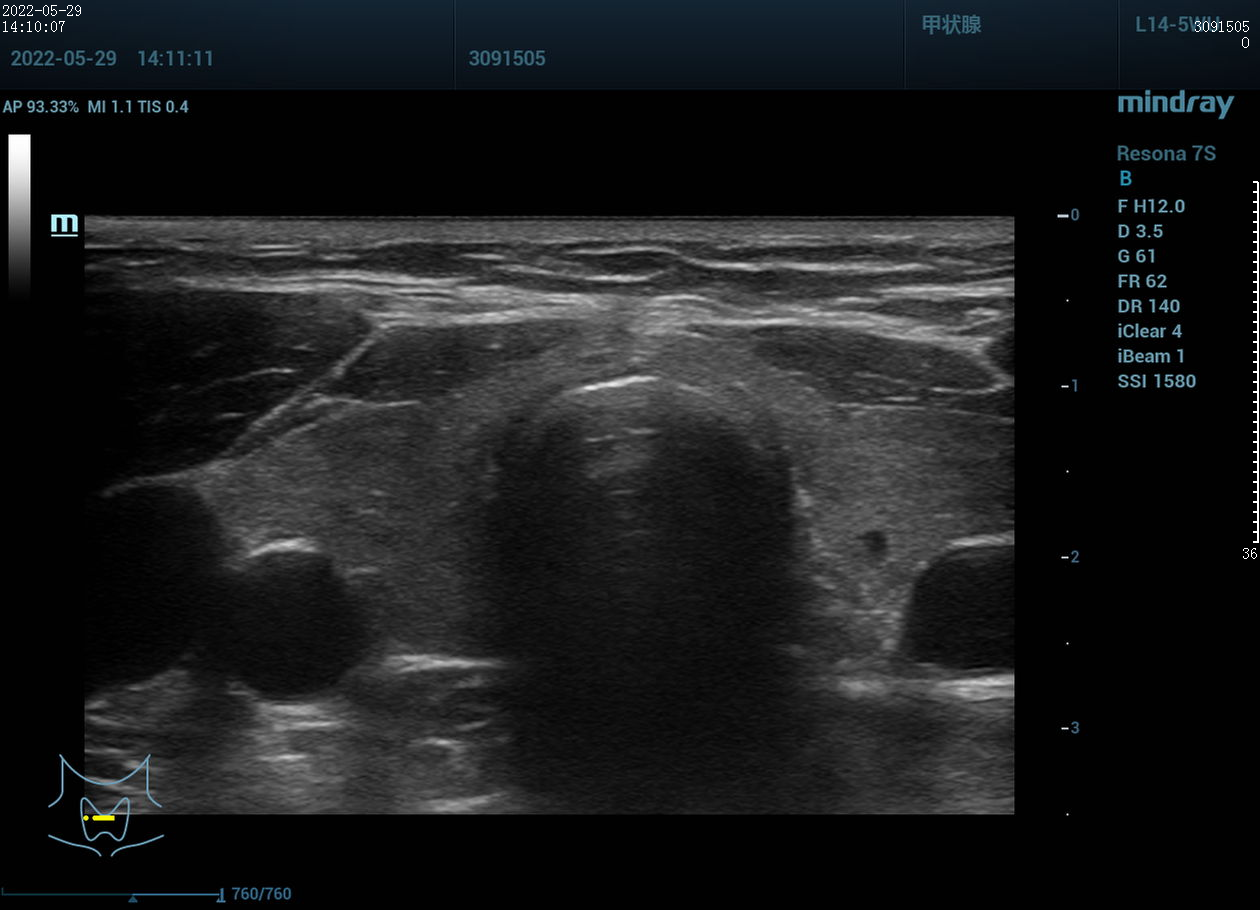 2022-05-29
14:10:07
甲状腺
3091505
0
2022-05-29 14:11:11
3091505
AP 93.33% MI 1.1 TIS 0.4
mindray
Resona 7S
B
m
F H12.0
0
D 3.5
G 61
FR 62
DR 140
iClear 4
iBeam 1
1
SSI 1580
36
2
3
760/760